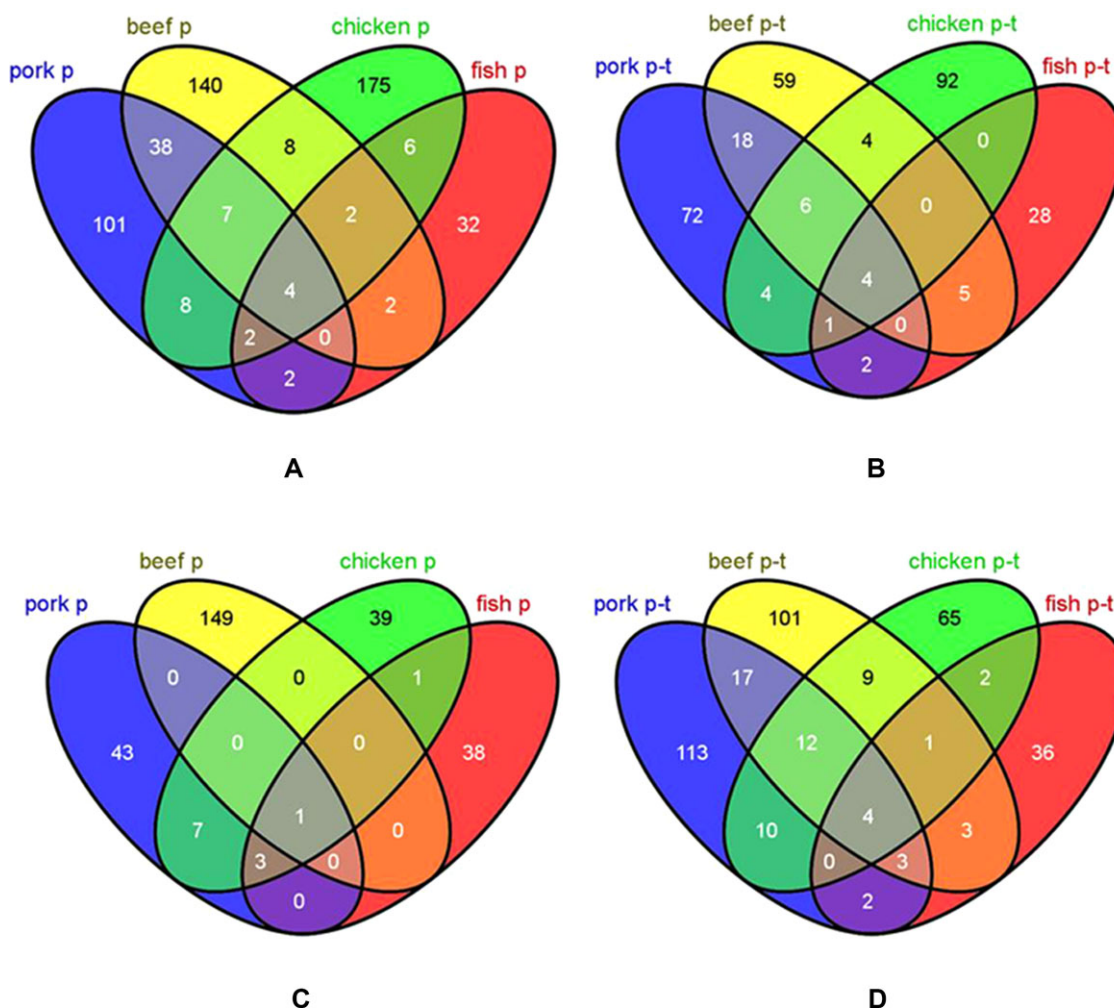 beef p chicken p
pork p fish p
140 175
38 8 6
101 7 2 32
8 4 2
2 0
2
A
beef p-t chicken p-t
pork p-t fish p-t
59 92
18 4 0
72 6 0 28
4 4 5
1 0
2
B
beef p chicken p
pork p fish p
149 39
0 0 1
43 0 0 38
7 1 0
3 0
0
C
beef p-t chicken p-t
pork p-t fish p-t
101 65
17 9 2
113 12 1 36
10 4 3
0 3
2
D